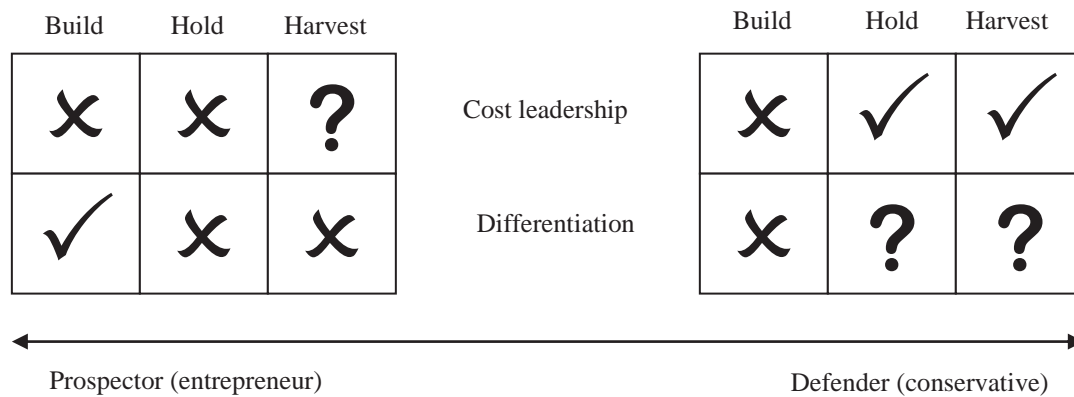 Build Hold Harvest Build Hold Harvest
? Cost leadership
Differentiation ? ?
Prospector (entrepreneur) Defender (conservative)